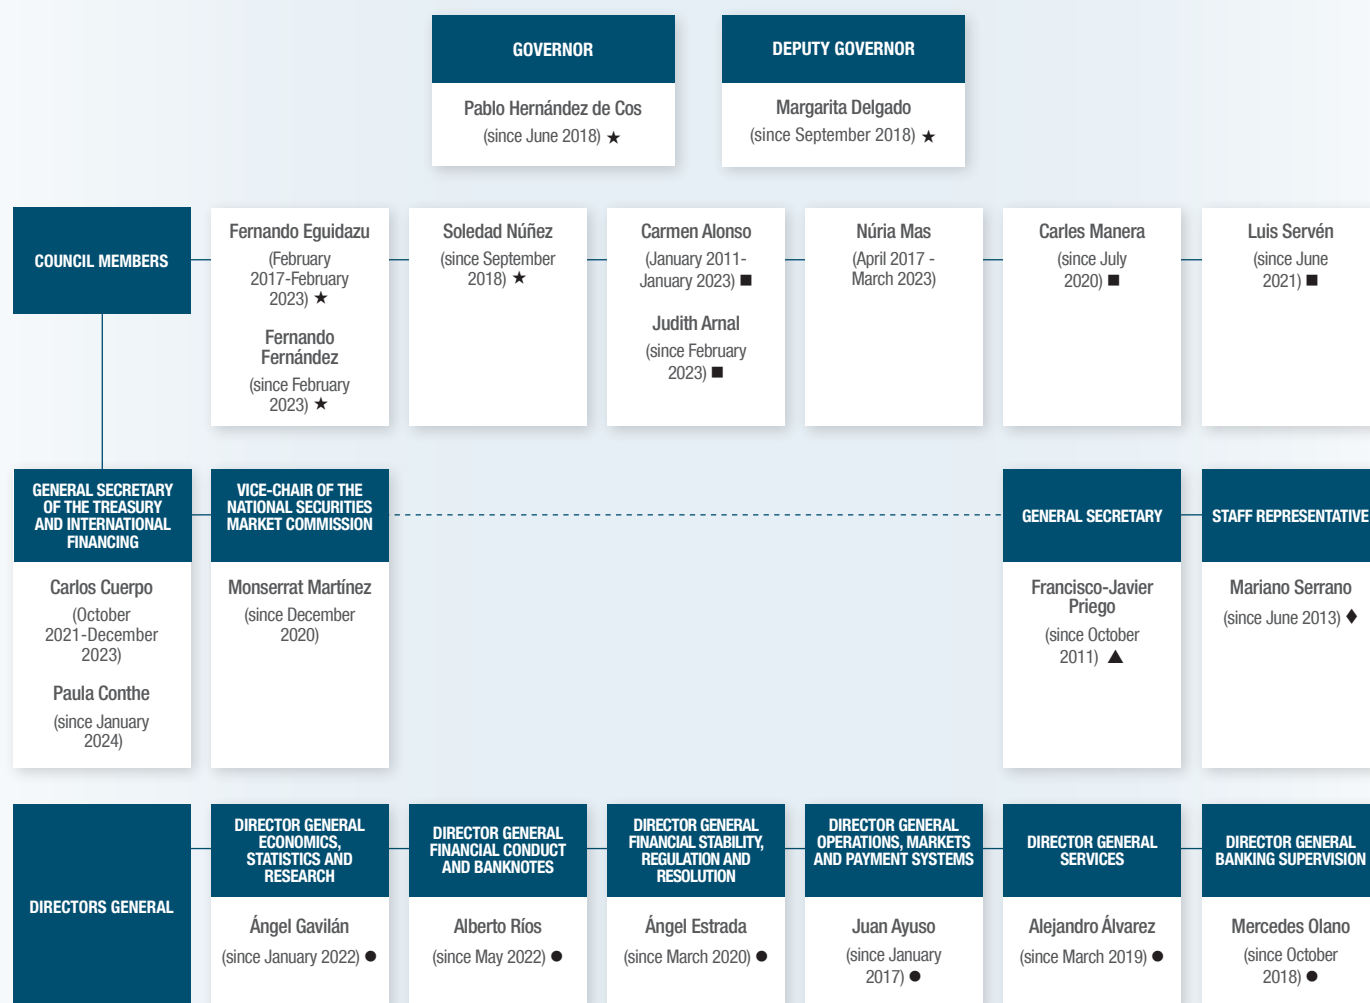 GOVERNOR
Pablo Hernández de Cos
(since June 2018) ★
DEPUTY GOVERNOR
Margarita Delgado
(since September 2018) ★
COUNCIL MEMBERS
Fernando Eguidazu
(February
2017-February
2023) ★
Fernando
Fernández
(since February
2023) ★
Soledad Núñez
(since September
2018) ★
Carmen Alonso
(January 2011-
January 2023) ■
Judith Arnal
(since February
2023) ■
Núria Mas
(April 2017 -
March 2023)
Carles Manera
(since July
2020) ■
Luis Servén
(since June
2021) ■
GENERAL SECRETARY
OF THE TREASURY
AND INTERNATIONAL
FINANCING
Carlos Cuerpo
(October
2021-December
2023)
Paula Conthe
(since January
2024)
VICE-CHAIR OF THE
NATIONAL SECURITIES
MARKET COMMISSION
Monserrat Martínez
(since December
2020)
GENERAL SECRETARY
Francisco-Javier
Priego
(since October
2011) ▲
STAFF REPRESENTATIVE
Mariano Serrano
(since June 2013) ♦
DIRECTORS GENERAL
DIRECTOR GENERAL
ECONOMICS,
STATISTICS AND
RESEARCH
Ángel Gavilán
(since January 2022) ●
DIRECTOR GENERAL
FINANCIAL CONDUCT
AND BANKNOTES
Alberto Ríos
(since May 2022) ●
DIRECTOR GENERAL
FINANCIAL STABILITY,
REGULATION AND
RESOLUTION
Ángel Estrada
(since March 2020) ●
DIRECTOR GENERAL
OPERATIONS, MARKETS
AND PAYMENT SYSTEMS
Juan Ayuso
(since January
2017) ●
DIRECTOR GENERAL
SERVICES
Alejandro Álvarez
(since March 2019) ●
DIRECTOR GENERAL
BANKING SUPERVISION
Mercedes Olano
(since October
2018) ●